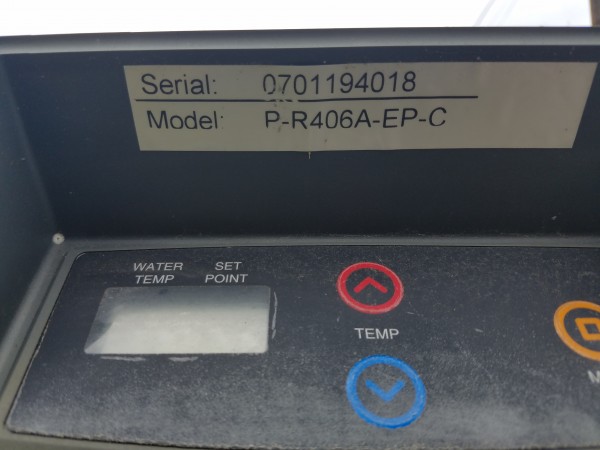 Serial: 0701194018
Model: P-R406A-EP-C
WATER TEMP
SET POINT
TEMP
M